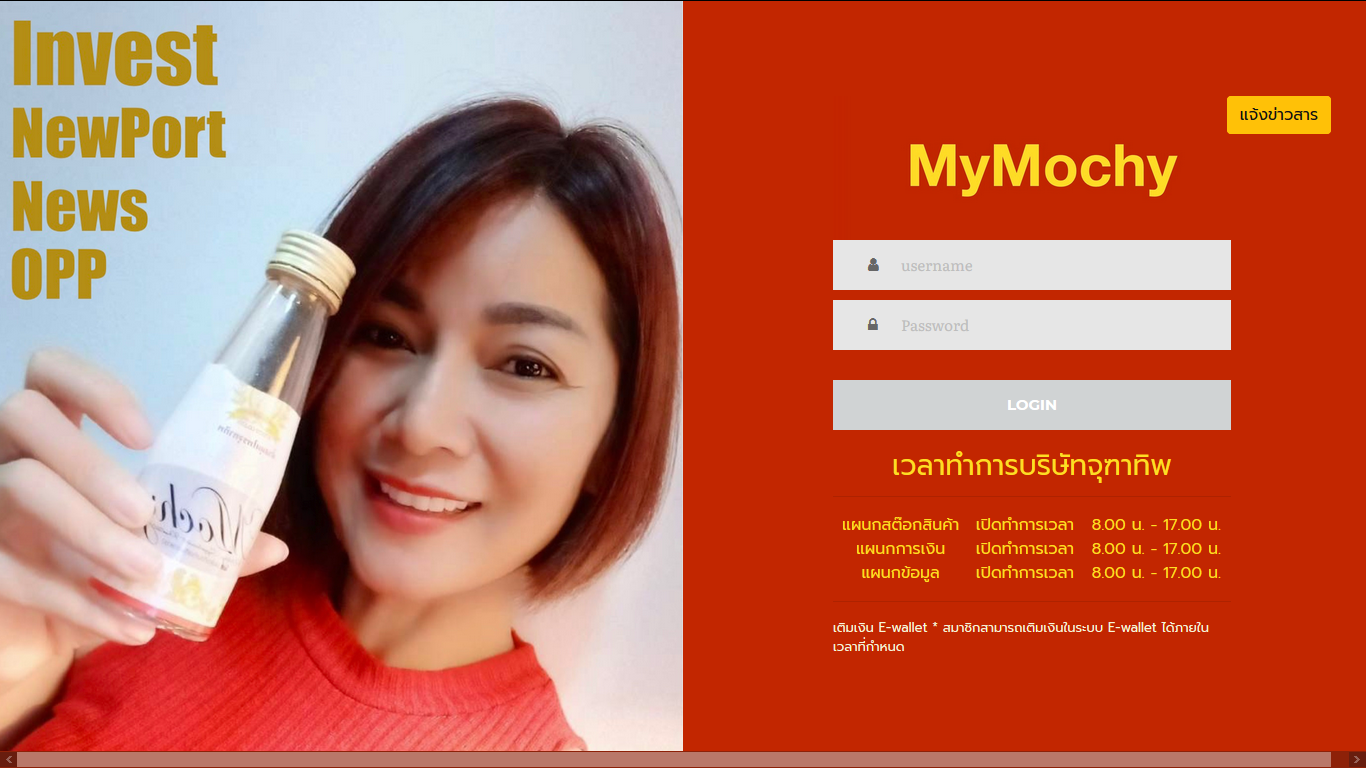 Invest
NewPort
News
OPP
Mochy
แจ้งข่าวสาร
MyMochy
username
Password
LOGIN
เวลาทำการบริษัทจุฑาทิพ
แผนกสต๊อกสินค้า เปิดทำการเวลา 8.00 น. - 17.00 น.
แผนกการเงิน เปิดทำการเวลา 8.00 น. - 17.00 น.
แผนกข้อมูล เปิดทำการเวลา 8.00 น. - 17.00 น.
เติมเงิน E-wallet * สมาชิกสามารถเติมเงินในระบบ E-wallet ได้ภายใน
เวลาที่กำหนด